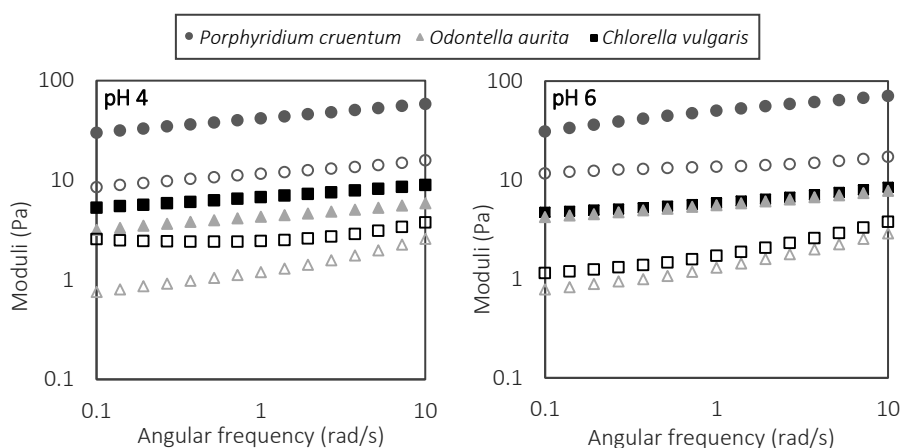 Porphyridium cruentum Odontella aurita Chlorella vulgaris
pH 4
100
10
1
0.1
Moduli (Pa)
0.1 1 10
Angular frequency (rad/s)
pH 6
100
10
1
0.1
Moduli (Pa)
0.1 1 10
Angular frequency (rad/s)